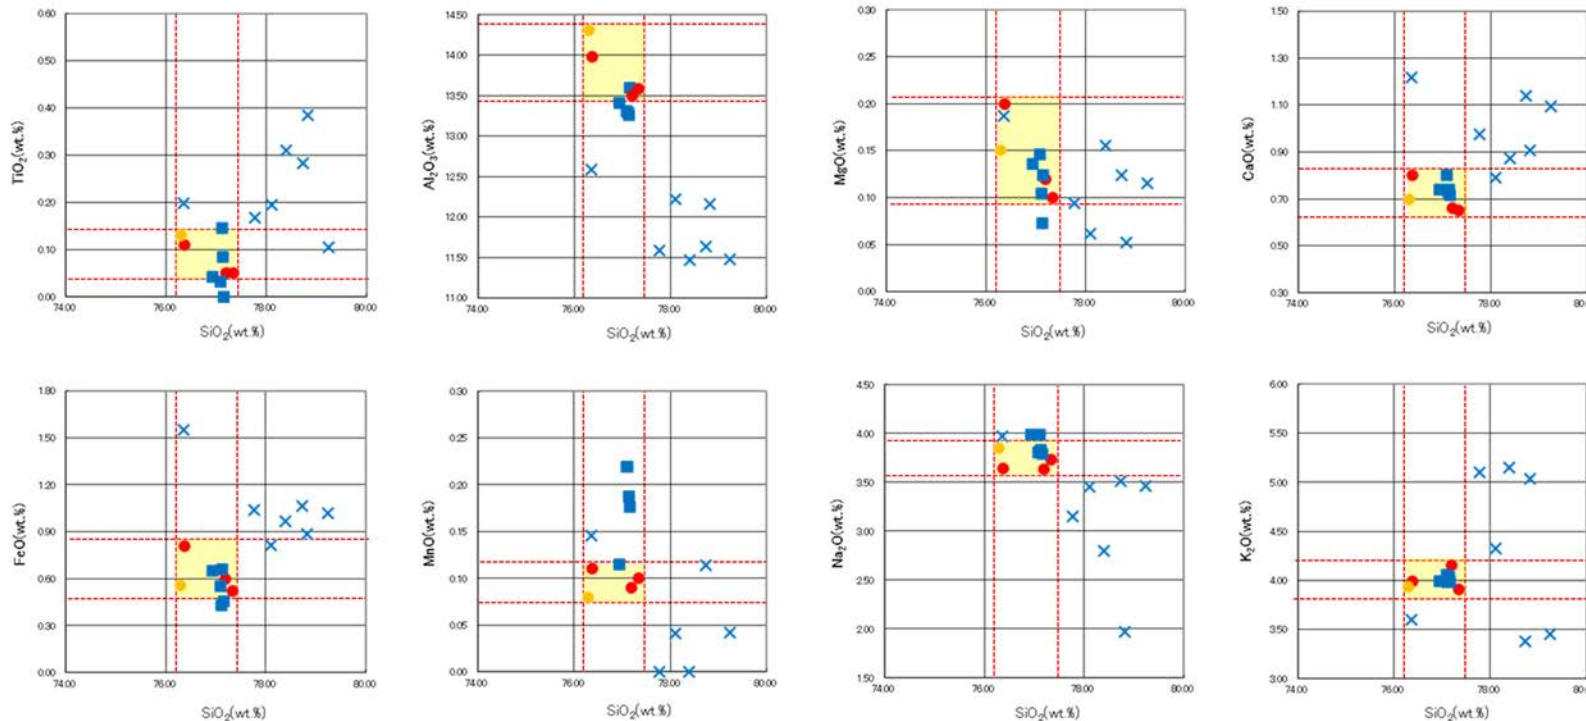 0.60
0.50
0.40
0.30
0.20
0.10
0.00
74.00 76.00 78.00 80.00
TiO2(wt.%)
SiO2(wt.%)
14.50
14.00
13.50
13.00
12.50
12.00
11.50
11.00
74.00 76.00 78.00 80.00
Al2O3(wt.%)
SiO2(wt.%)
0.30
0.25
0.20
0.15
0.10
0.05
0.00
74.00 76.00 78.00 80.00
MgO(wt.%)
SiO2(wt.%)
1.50
1.30
1.10
0.90
0.70
0.50
0.30
74.00 76.00 78.00 80.00
CaO(wt.%)
SiO2(wt.%)
1.80
1.50
1.20
0.90
0.60
0.30
0.00
74.00 76.00 78.00 80.00
FeO(wt.%)
SiO2(wt.%)
0.30
0.25
0.20
0.15
0.10
0.05
0.00
74.00 76.00 78.00 80.00
MnO(wt.%)
SiO2(wt.%)
4.50
4.00
3.50
3.00
2.50
2.00
1.50
74.00 76.00 78.00 80.00
Na2O(wt.%)
SiO2(wt.%)
6.00
5.50
5.00
4.50
4.00
3.50
3.00
74.00 76.00 78.00 80.00
K2O(wt.%)
SiO2(wt.%)